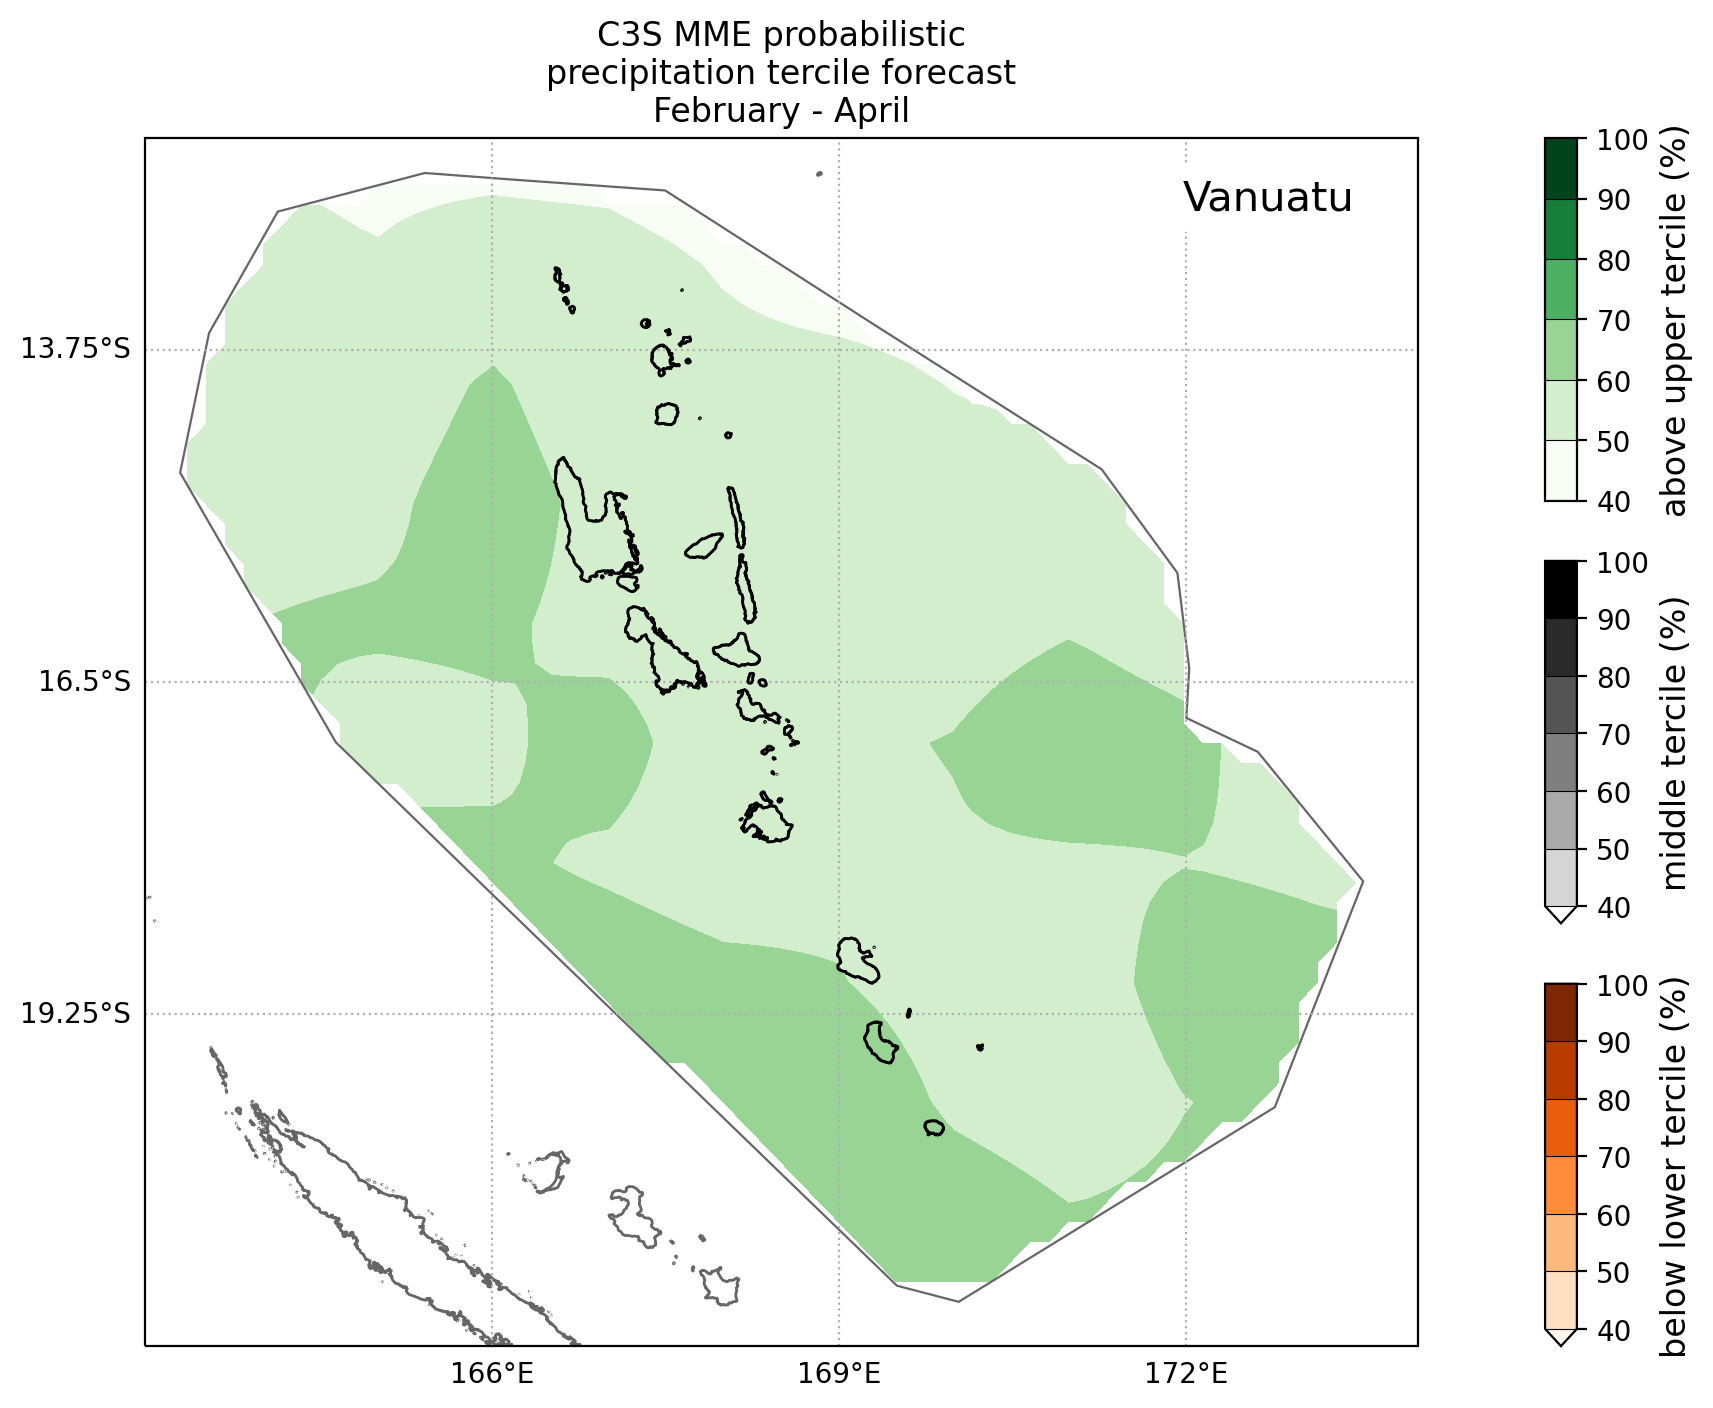 C3S MME probabilistic
precipitation tercile forecast
February - April
Vanuatu
13.75°S
16.5°S
19.25°S
166°E
169°E
172°E
100
90
80
70
60
50
40
above upper tercile (%)
100
90
80
70
60
50
40
middle tercile (%)
100
90
80
70
60
50
40
below lower tercile (%)